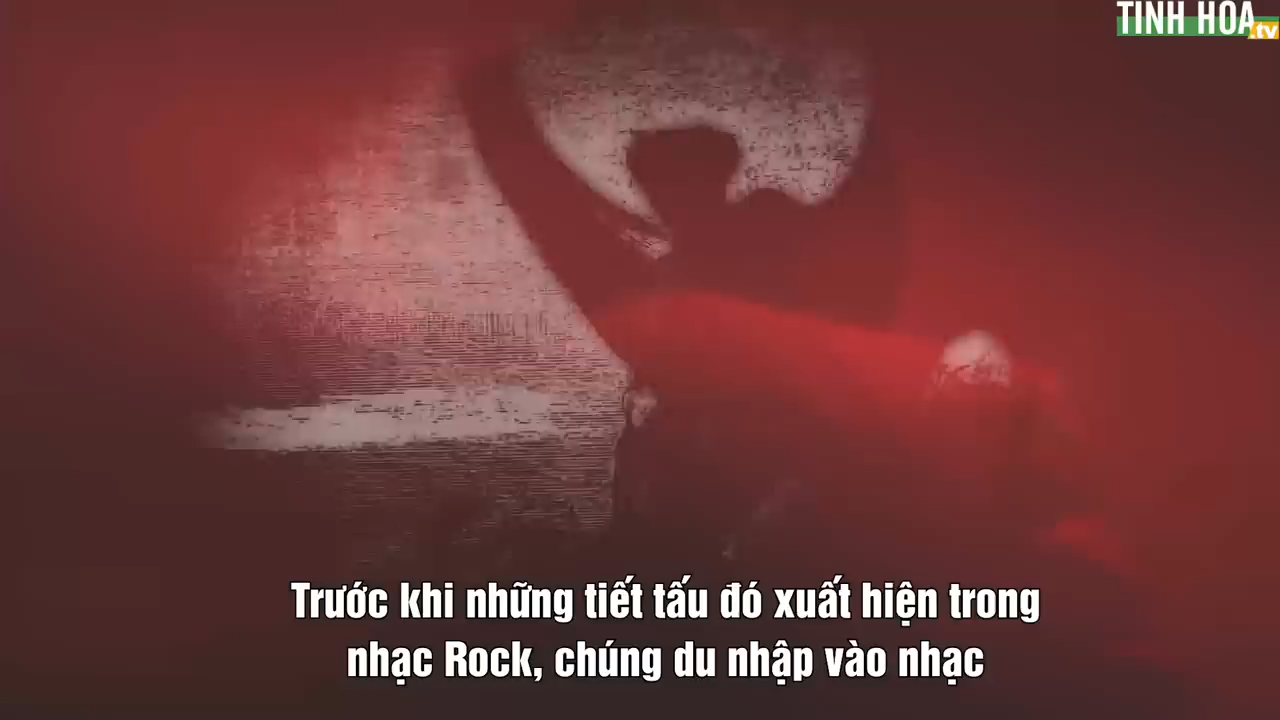 TINH HOA
.tv
Trước khi những tiết tấu đó xuất hiện trong
nhạc Rock, chúng du nhập vào nhạc